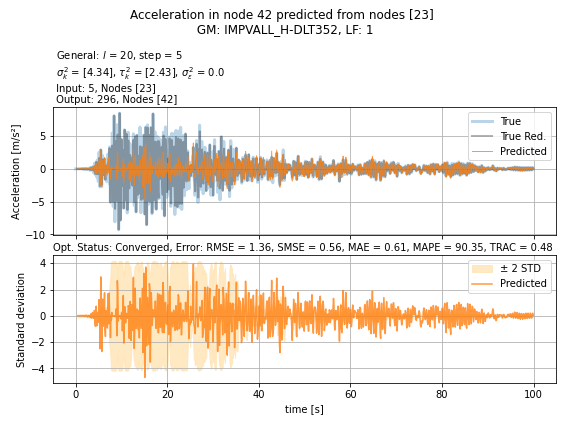 Acceleration in node 42 predicted from nodes [23]
GM: IMPVALL_H-DLT352, LF: 1
General: l = 20, step = 5
σ²ₖ = [4.34], τ²ₖ = [2.43], σ²ε = 0.0
Input: 5, Nodes [23]
Output: 296, Nodes [42]
Acceleration [m/s²]
5
0
−5
−10
True
True Red.
Predicted
Opt. Status: Converged, Error: RMSE = 1.36, SMSE = 0.56, MAE = 0.61, MAPE = 90.35, TRAC = 0.48
Standard deviation
4
2
0
−2
−4
± 2 STD
Predicted
0 20 40 60 80 100
time [s]